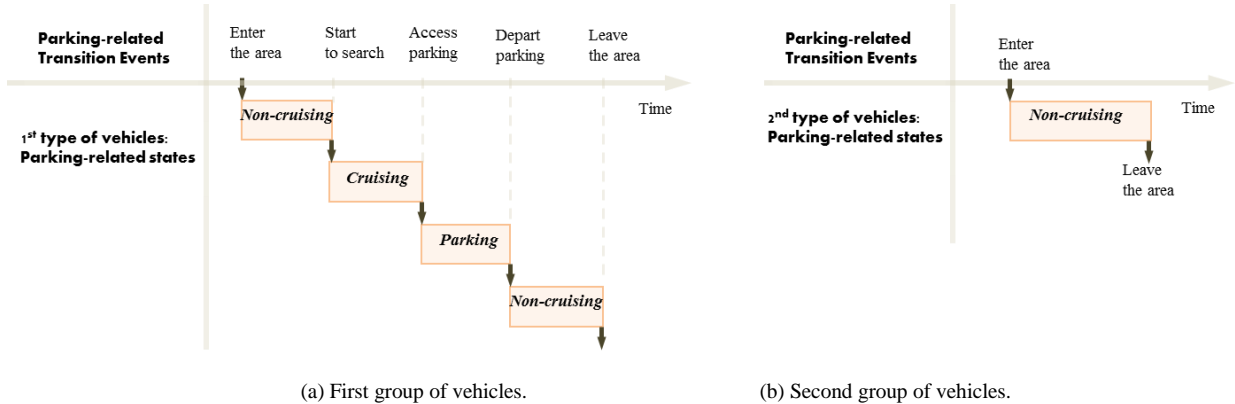 Parking-related
Transition Events
Enter
the area
Start
to search
Access
parking
Depart
parking
Leave
the area
Time
1st type of vehicles:
Parking-related states
Non-cruising
Cruising
Parking
Non-cruising
(a) First group of vehicles.
Parking-related
Transition Events
Enter
the area
Time
2nd type of vehicles:
Parking-related states
Non-cruising
Leave
the area
(b) Second group of vehicles.